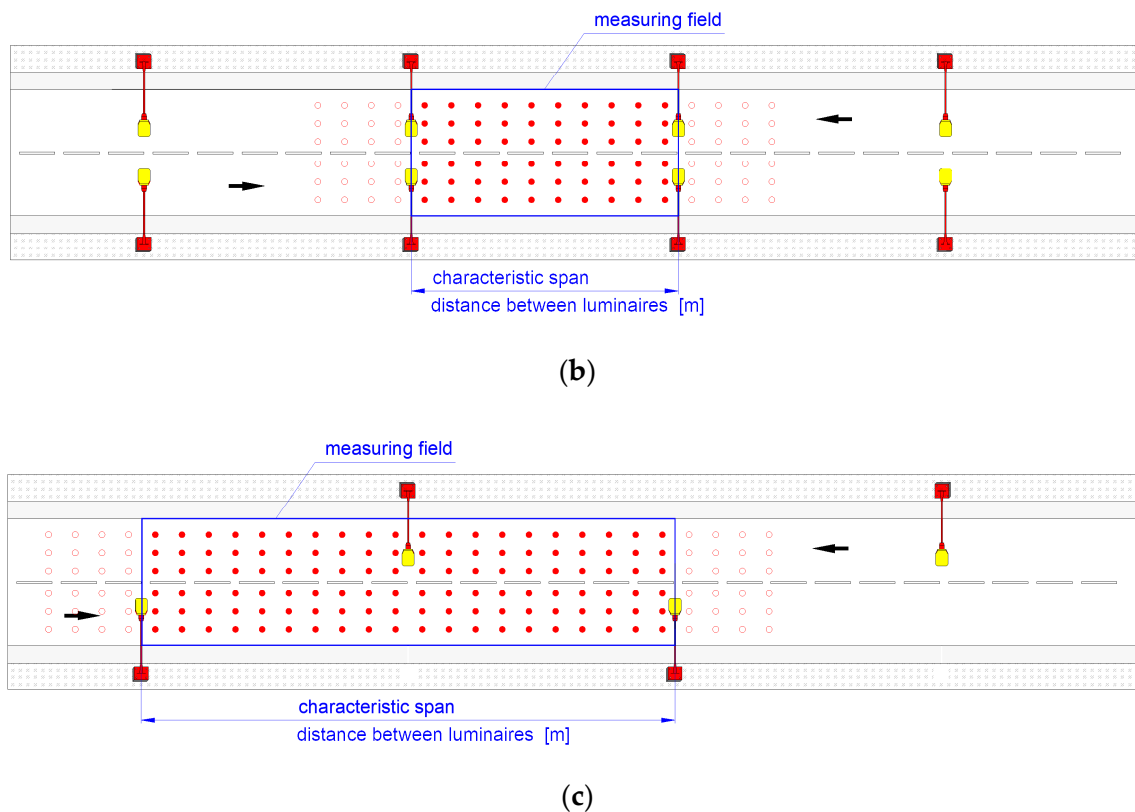 measuring field
characteristic span
distance between luminaires [m]
(b)
measuring field
characteristic span
distance between luminaires [m]
(c)